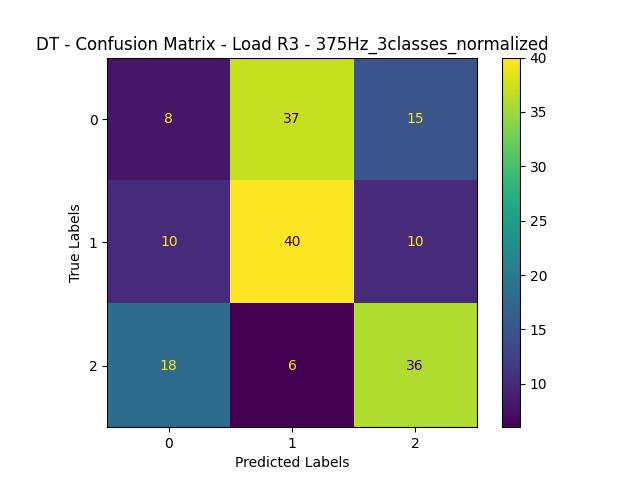 DT - Confusion Matrix - Load R3 - 375Hz_3classes_normalized
40
0 8 37 15
35
30
True Labels
1 10 40 10
25
20
15
2 18 6 36
10
0 1 2
Predicted Labels